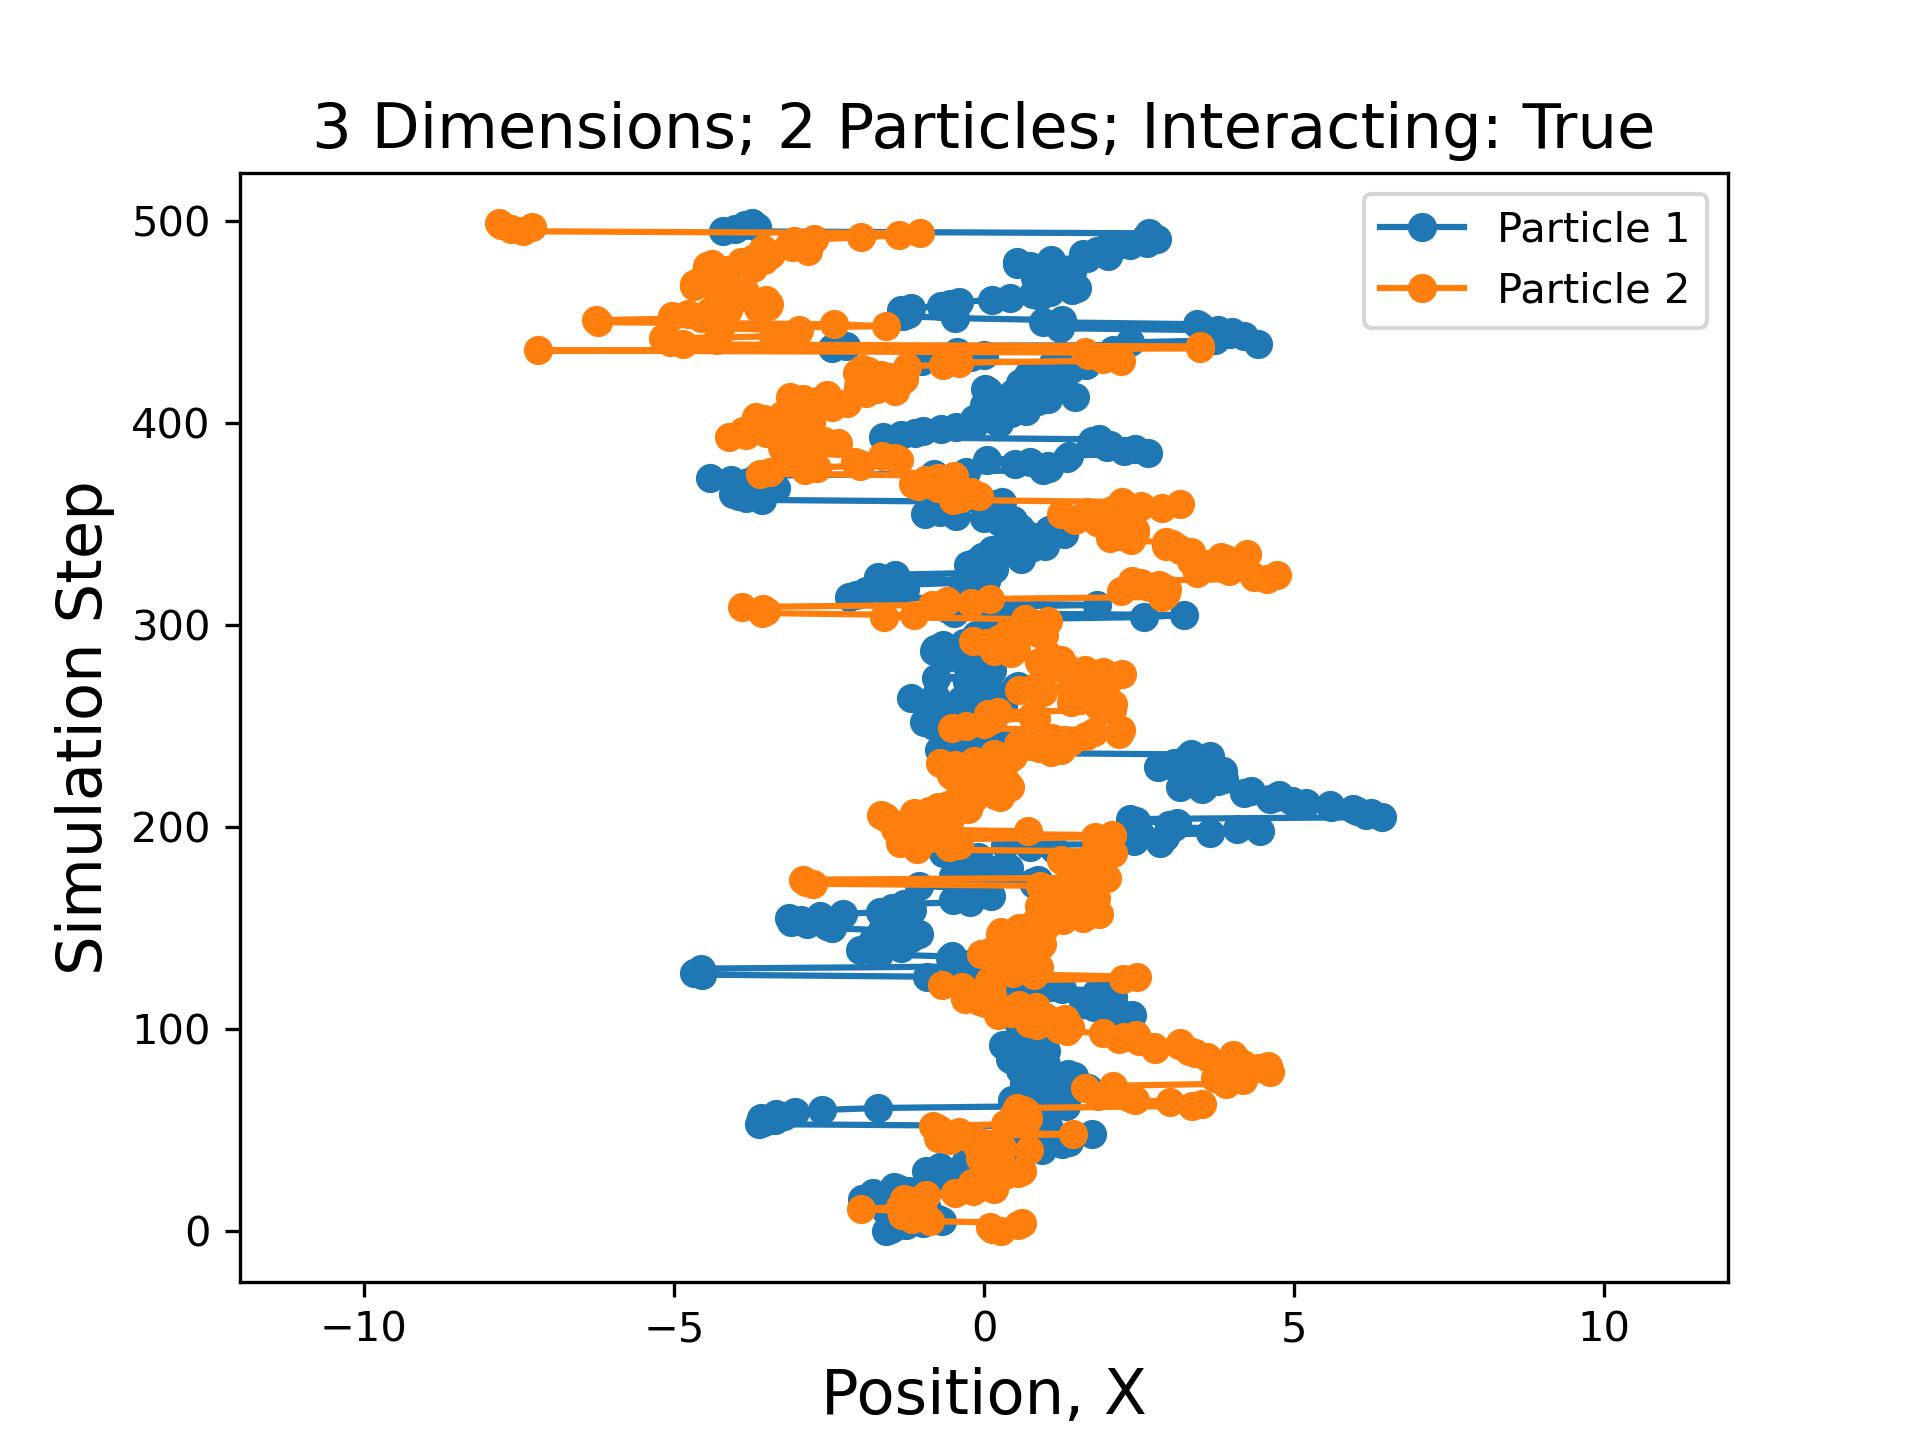 3 Dimensions; 2 Particles; Interacting: True
Particle 1
Particle 2
500
400
300
200
100
0
Simulation Step
−10
−5
0
5
10
Position, X